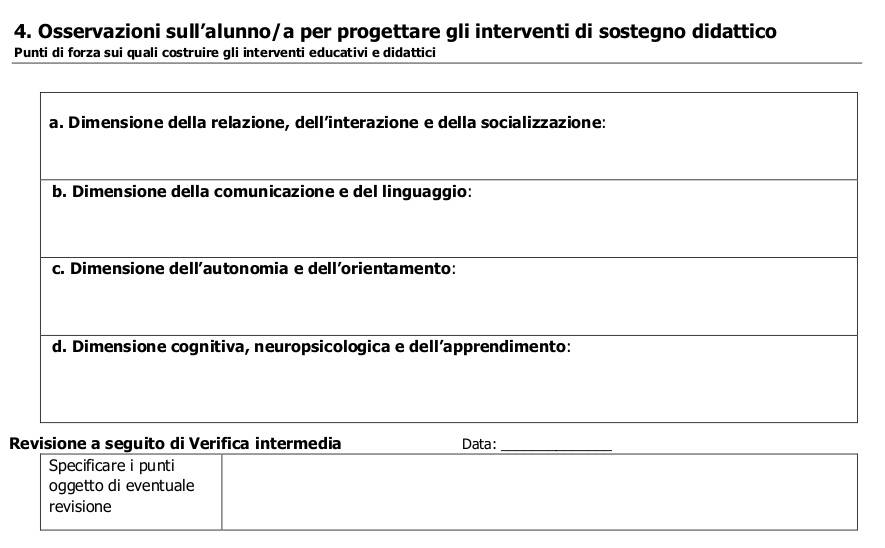 4. Osservazioni sull’alunno/a per progettare gli interventi di sostegno didattico
Punti di forza sui quali costruire gli interventi educativi e didattici
a. Dimensione della relazione, dell’interazione e della socializzazione:
b. Dimensione della comunicazione e del linguaggio:
c. Dimensione dell’autonomia e dell’orientamento:
d. Dimensione cognitiva, neuropsicologica e dell’apprendimento:
Revisione a seguito di Verifica intermedia Data: _______________
Specificare i punti
oggetto di eventuale
revisione